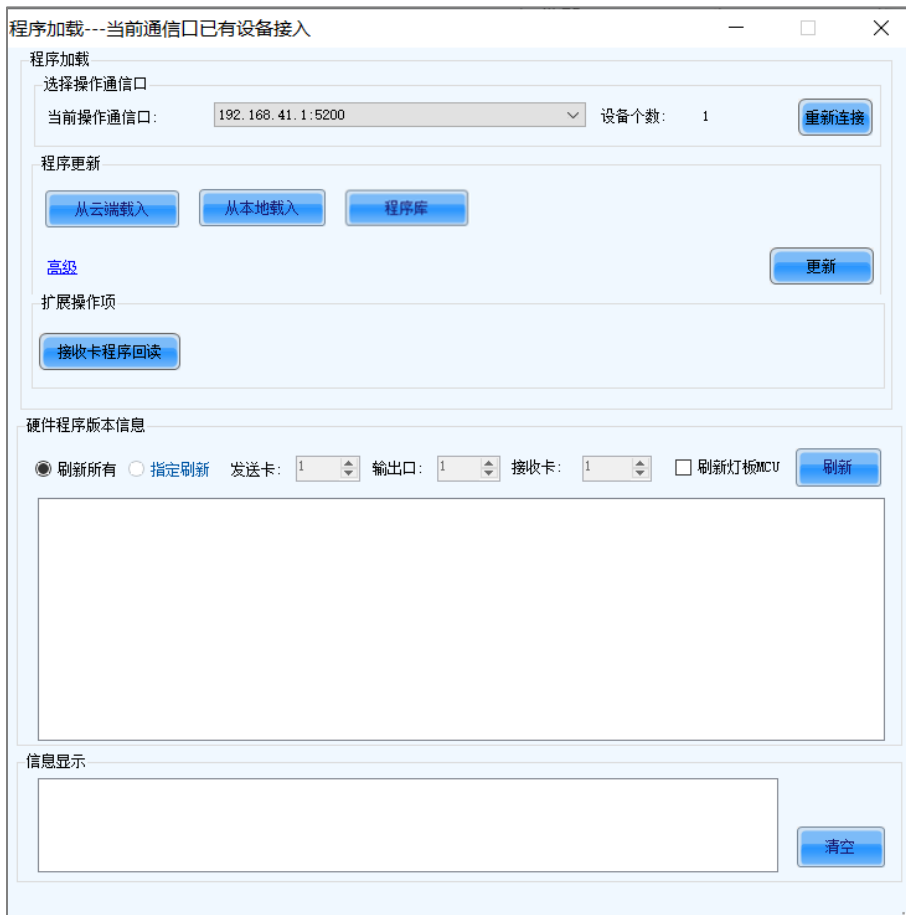 程序加载---当前通信口已有设备接入
程序加载
选择操作通信口
当前操作通信口: 192.168.41.1:5200 设备个数: 1 重新连接
程序更新
从云端载入 从本地载入 程序库
高级 更新
扩展操作项
接收卡程序回读
硬件程序版本信息
刷新所有 指定刷新 发送卡: 1 输出口: 1 接收卡: 1 刷新灯板MCU 刷新
信息显示
清空